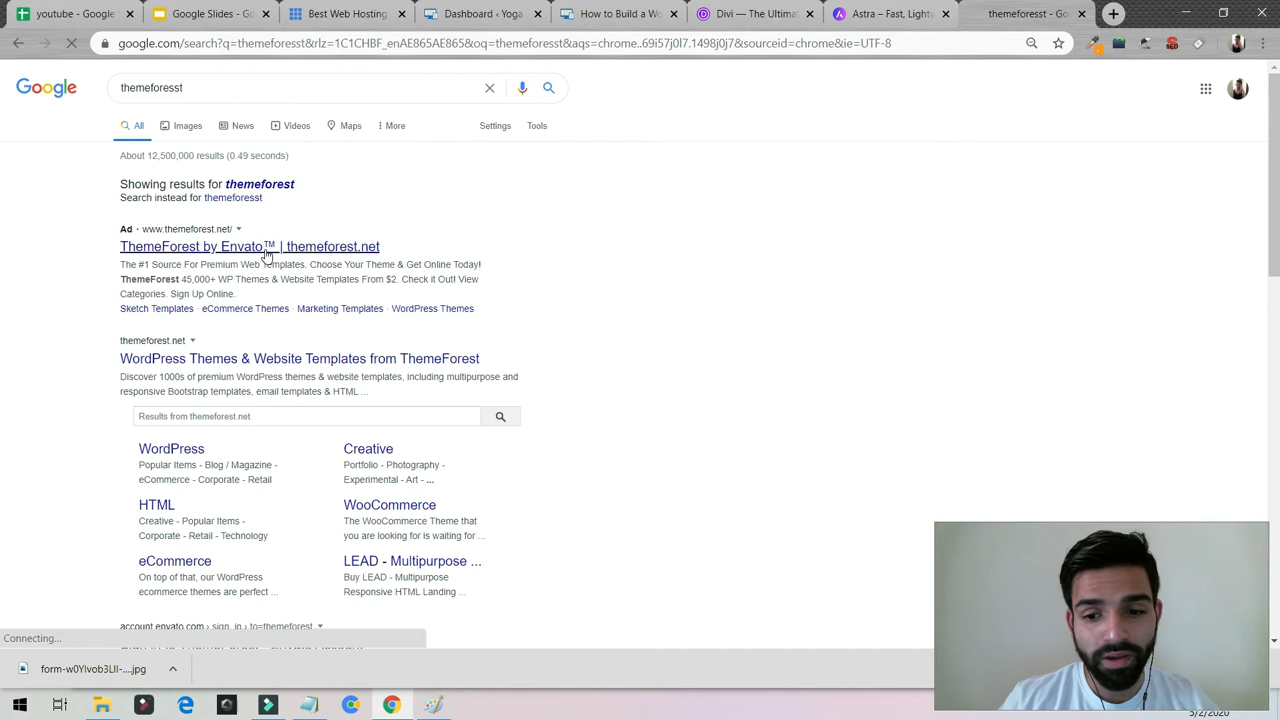 youtube - Goo
Google Slides - Go
Best Web Hosting
Dashboard ‹ Yoga
How to Build a Wo
Divi — The Ultima
Astra – Fast, Lightw
themeforesst - Goo
google.com/search?q=themeforesst&rlz=1C1CHBF_enAE865AE865&oq=themeforesst&aqs=chrome..69i57j0l7.1498j0j7&sourceid=chrome&ie=UTF-8
Google
themeforesst
All
Images
News
Videos
Maps
More
Settings
Tools
About 12,500,000 results (0.49 seconds)
Showing results for themeforest
Search instead for themeforesst
Ad · www.themeforest.net/
ThemeForest by Envato™ | themeforest.net
The #1 Source For Premium Web Templates. Choose Your Theme & Get Online Today!
ThemeForest 45,000+ WP Themes & Website Templates From $2. Check it Out! View
Categories. Sign Up Online.
Sketch Templates · eCommerce Themes · Marketing Templates · WordPress Themes
themeforest.net
WordPress Themes & Website Templates from ThemeForest
Discover 1000s of premium WordPress themes & website templates, including multipurpose and
responsive Bootstrap templates, email templates & HTML ...
Results from themeforest.net
WordPress
Popular Items - Blog / Magazine -
eCommerce - Corporate - Retail
Creative
Portfolio - Photography -
Experimental - Art - ...
HTML
Creative - Popular Items -
Corporate - Retail - Technology
WooCommerce
The WooCommerce Theme that
you are looking for is waiting for ...
eCommerce
On top of that, our WordPress
ecommerce themes are perfect ...
LEAD - Multipurpose ...
Buy LEAD - Multipurpose
Responsive HTML Landing ...
account.envato.com › sign_in › to=themeforest
Connecting...
form-w0YIvob3LII-....jpg
5/2/2020